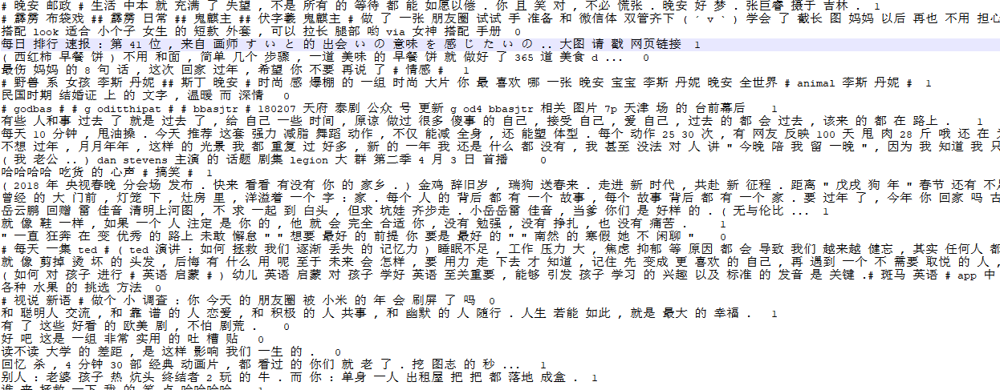 # 晚安 邮政 # 生活 中本 就 充满 了 失望 , 不是 所有 的 等待 都 能 如愿以偿 . 你 且 笑 对 , 不必 慌张 . 晚安 好 梦 . 张巨睿 摄于 吉林 . 1
# 霹雳 布袋戏 ## 霹雳 日常 ## 鬼麒主 ## 伏字羲 鬼麒主 # 做 了 一张 朋友圈 试试 手 准备 和 微信体 双管齐下 ( ´ v ` ) 学会 了 截长 图 妈妈 以后 再也 不用 担心
搭配 look 适合 小个子 女生 的 短款 外套 , 可以 拉长 腿部 哟 via 女神 搭配 手册 0
每日 排行 速报 : 第 41 位 , 来自 画师 す い と 的 出会 い の 意味 を 感 じ た い の . . 大图 请 戳 网页链接 1
( 西红柿 早餐 饼 ) 不用 和面 , 简单 几个 步骤 , 一道 美味 的 早餐 饼 就 做好 了 365 道 美食 d ... 0
最伤 妈妈 的 8 句 话 , 这次 回家 过年 , 希望 你 不要 再说 了 # 情感 # 1
# 野兽 系 女孩 李斯 丹妮 ## 斯丁 晚安 # 时尚 感 爆棚 的 一组 时尚 大片 你 最 喜欢 哪 一张 晚安 宝宝 李斯 丹妮 晚安 全世界 # animal 李斯 丹妮 # 1
民国时期 结婚证 上 的 文字 , 温暖 而 深情 0
# godbas # # g oditthipat # # bbasjtr # 180207 天府 泰剧 公众 号 更新 g od4 bbasjtr 相关 图片 7p 天津 场 的 台前幕后 1
有些 人和事 过去 了 就是 过去 了 , 给 自己 一些 时间 , 原谅 做过 很多 傻事 的 自己 , 接受 自己 , 爱 自己 , 过去 的 都 会 过去 , 该来 的 都 在 路上 . 1
每天 10 分钟 , 甩油操 . 今天 推荐 这套 强力 减脂 舞蹈 动作 , 不仅 能减 全身 , 还 能塑 体型 . 每个 动作 25 30 次 , 有 网友 反映 100 天 甩 肉 28 斤 哦 还 在
不想 过年 , 月月年年 , 这样 的 光景 我 都 重复 过 好多 , 新 的 一年 我 还是 什么 都 没有 , 我 甚至 没法 对 人 讲 " 今晚 陪 我 留 一晚 " , 因为 我 知道 我 只
( 我 老公 . . ) dan stevens 主演 的 话题 剧集 legion 大 群 第二季 4 月 3 日 首播 0
哈哈哈哈 吃货 的 心声 # 搞笑 # 1
( 2018 年 央视春晚 分会场 发布 . 快来 看看 有没有 你 的 家乡 . ) 金鸡 辞旧岁 , 瑞狗 送春来 . 走进 新 时代 , 共赴 新 征程 . 距离 " 戊戌 狗 年 " 春节 还有 不
曾经 的 大 门前 , 灯笼 下 , 灶房 里 , 洋溢着 一个 字 : 家 . 每个 人 的 背后 都 有 一个 故事 , 每个 故事 背后 都 有 一个 家 . 要 过年 了 , 今年 你 回家 吗 古
岳云鹏 回赠 雷 佳音 清明上河图 , 不 求 一起 到 白头 , 但求 坑娃 齐步走 . 小岳岳雷 佳音 , 当爹 你们 是 好样 的 . ( 无与伦比 ... 1
就 像 鞋 一样 , 如果 一个 人 注定 是 你 的 , 他 就 会 完全 合适 你 , 没有 勉强 , 没有 挣扎 , 也 没有 痛苦 . 1
" 一直 狂奔 在 变 优秀 的 路上 未敢 懈怠 " " 想要 最好 的 前提 你 要是 最好 的 " " 南然 的 寒假 她 不 闲聊 " 0
# 每天 一集 ted # ( ted 演讲 : 如何 拯救 我们 逐渐 丢失 的 记忆力 ) 睡眠不足 , 工作 压力 大 , 焦虑 抑郁 等 原因 都 会 导致 我们 越来越 健忘 , 其实 任何人 都
就 像 剪掉 烫 坏 的 头发 , 后悔 有 什么 用 呢 至于 未来 会 怎样 , 要 用力 走 下去 才 知道 , 记住 先 变成 更 喜欢 的 自己 , 再 遇到 一个 不 需要 取悦 的 人 ,
( 如何 对 孩子 进行 # 英语 启蒙 # ) 幼儿 英语 启蒙 对 孩子 学好 英语 至关重要 , 能够 引发 孩子 学习 的 兴趣 以及 标准 的 发音 是 关键 .# 斑马 英语 # app 中
各种 水果 的 挑选 方法 0
# 视说 新语 # 做个 小 调查 : 你 今天 的 朋友圈 被 小米 的 年 会 刷屏 了 吗 0
和 聪明人 交流 , 和 靠 谱 的 人 恋爱 , 和 积极 的 人 共事 , 和 幽默 的 人 随行 . 人生 若能 如此 , 就是 最大 的 幸福 . 1
有 了 这些 好看 的 欧美 剧 , 不怕 剧荒 . 0
好 吧 这是 一组 非常 实用 的 吐 槽 贴 0
读不读 大学 的 差距 , 是 这样 影响 我们 一生 的 . 0
回忆 杀 , 4 分钟 30 部 经典 动画片 , 都 看过 的 你们 就 老 了 . 挖 图志 的 秒 ... 1
别人 : 老婆 孩子 热 炕头 终结者 2 玩 的 牛 . 而 你 : 单身 一人 出租屋 把 把 都 落地 成盒 . 1
谁 来 拯救 一下 我 的 笑 点 哈哈哈哈 1